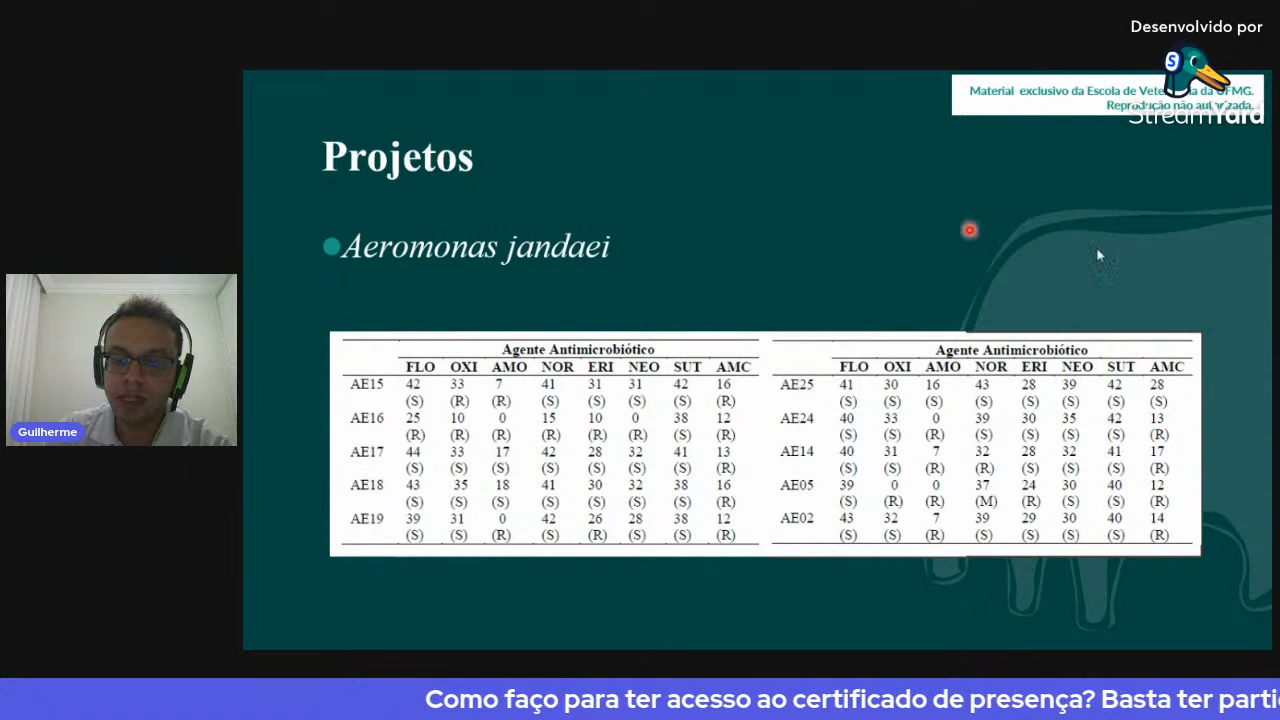 Desenvolvido por
StreamYard
Material exclusivo da Escola de Vete da UFMG.
Reprodução não autorizada.
Projetos
Aeromonas jandaei
Agente Antimicrobiótico
FLO OXI AMO NOR ERI NEO SUT AMC
AE15 42 33 7 41 31 31 42 16
(S) (R) (R) (S) (S) (S) (S) (R)
AE16 25 10 0 15 10 0 38 12
(R) (R) (R) (R) (R) (R) (S) (R)
AE17 44 33 17 42 28 32 41 13
(S) (S) (S) (S) (S) (S) (S) (R)
AE18 43 35 18 41 30 32 38 16
(S) (S) (S) (S) (S) (S) (S) (R)
AE19 39 31 0 42 26 28 38 12
(S) (S) (R) (S) (R) (S) (S) (R)
Agente Antimicrobiótico
FLO OXI AMO NOR ERI NEO SUT AMC
AE25 41 30 16 43 28 39 42 28
(S) (S) (S) (S) (S) (S) (S) (S)
AE24 40 33 0 39 30 35 42 13
(S) (S) (R) (S) (S) (S) (S) (R)
AE14 40 31 7 32 28 32 41 17
(S) (S) (R) (R) (S) (S) (S) (R)
AE05 39 0 0 37 24 30 40 12
(S) (R) (R) (M) (R) (S) (S) (R)
AE02 43 32 7 39 29 30 40 14
(S) (S) (R) (S) (S) (S) (S) (R)
Guilherme
Como faço para ter acesso ao certificado de presença? Basta ter parti